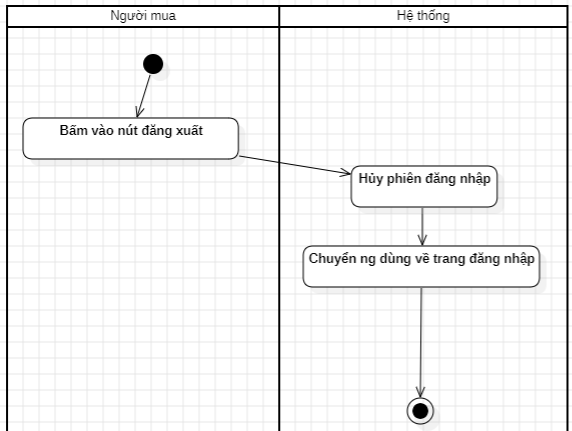 Người mua
Hệ thống
Bấm vào nút đăng xuất
Hủy phiên đăng nhập
Chuyển ng dùng về trang đăng nhập